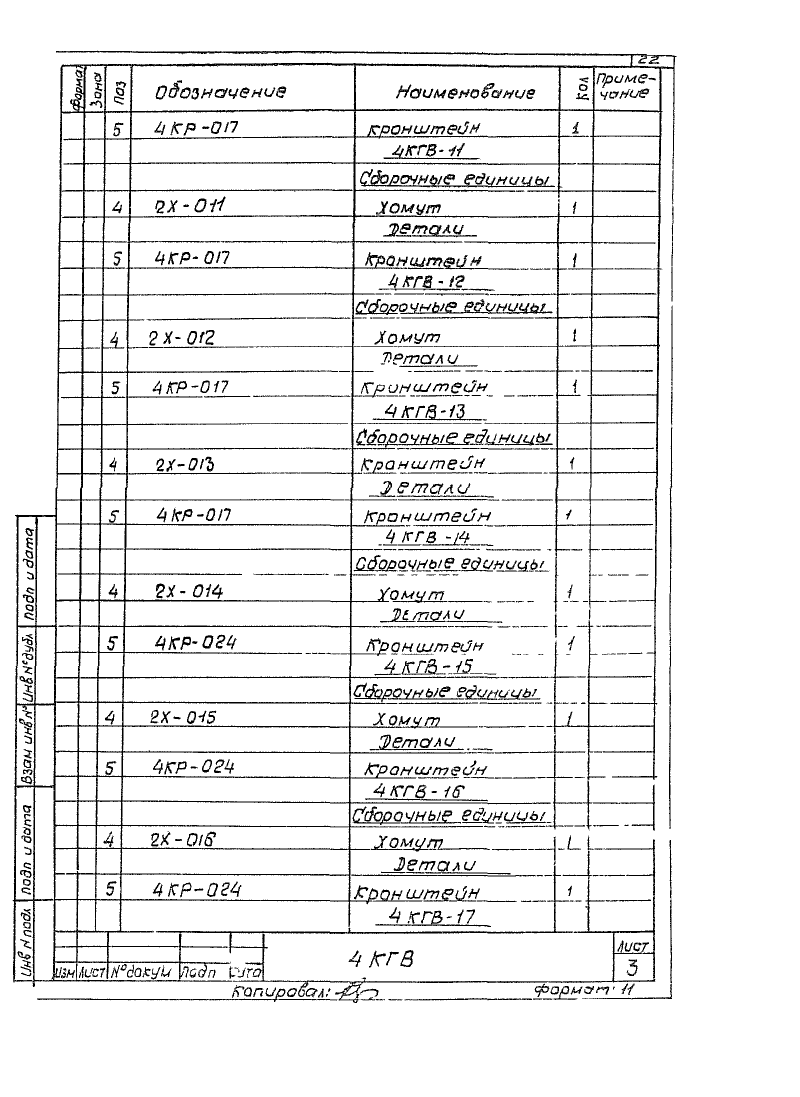 22
Форма Зона Поз Обозначение Наименование Кол Приме-
чание
5 4КР-017 Кронштейн 1
4КГВ-11
Сборочные единицы
4 2Х-011 Хомут 1
Детали
5 4КР-017 Кронштейн 1
4КГВ-12
Сборочные единицы
4 2Х-012 Хомут 1
Детали
5 4КР-017 Кронштейн 1
4КГВ-13
Сборочные единицы
4 2Х-013 Кронштейн 1
Детали
5 4КР-017 Кронштейн 1
4КГВ-14
Сборочные единицы
4 2Х-014 Хомут 1
Детали
5 4КР-024 Кронштейн 1
4КГВ-15
Сборочные единицы
4 2Х-015 Хомут 1
Детали
5 4КР-024 Кронштейн
4КГВ-16
Сборочные единицы
4 2Х-016 Хомут 1
Детали
5 4КР-024 Кронштейн 1
4КГВ-17
Инв N подл Подп и дата Взам инв № Инв № дубл Подп и дата
Изм Лист № докум Подп Дата
4КГВ
Лист
3
Копировал:
Формат 11